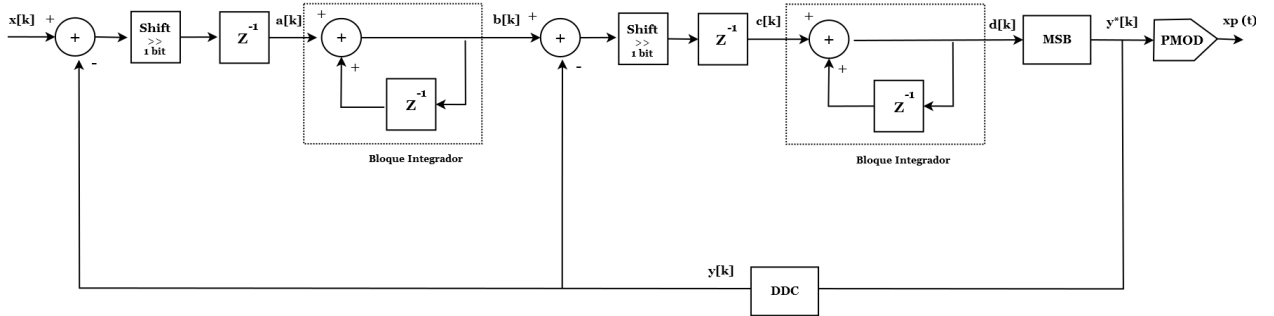 x[k]
+
+
-
Shift
>>
1 bit
Z⁻¹
a[k]
+
+
+
Z⁻¹
Bloque Integrador
b[k]
+
+
-
Shift
>>
1 bit
Z⁻¹
c[k]
+
+
+
Z⁻¹
Bloque Integrador
d[k]
MSB
y*[k]
PMOD
xp (t)
y[k]
DDC